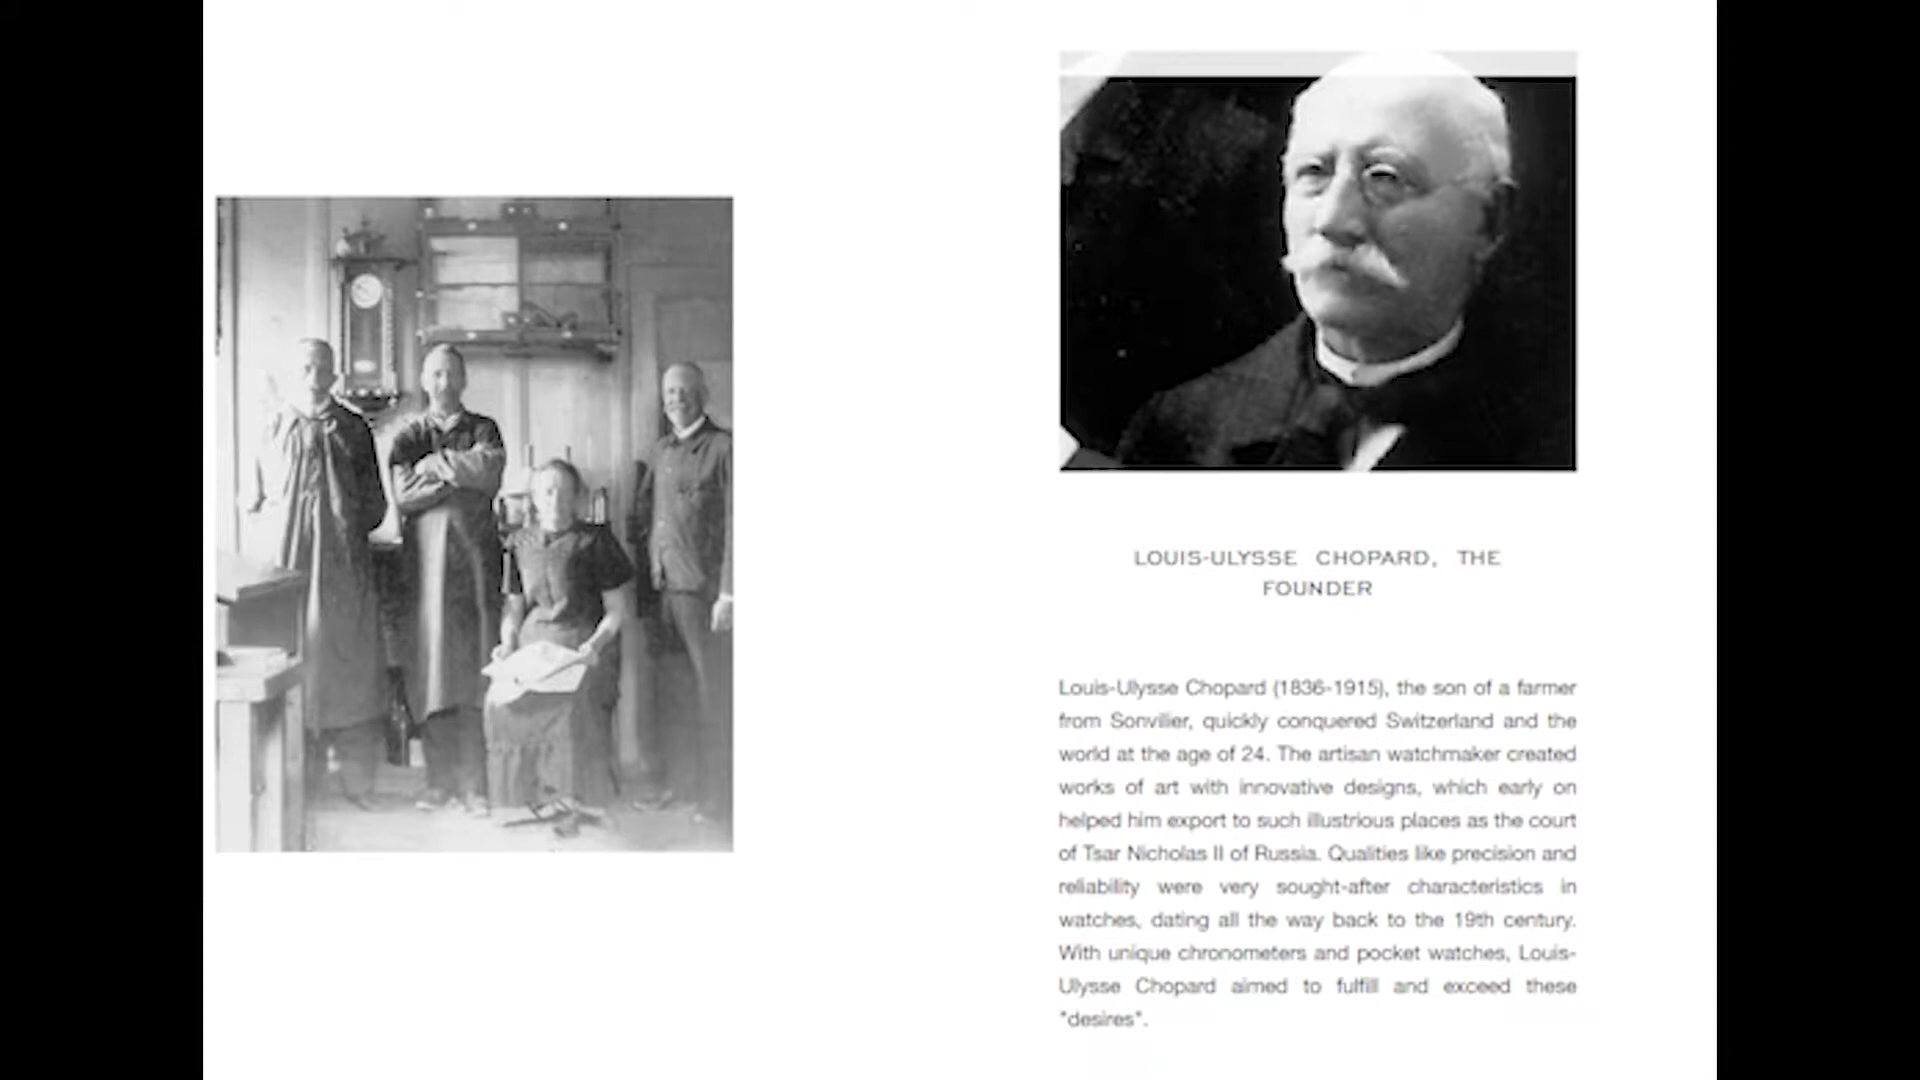 LOUIS-ULYSSE CHOPARD, THE
FOUNDER
Louis-Ulysse Chopard (1836-1915), the son of a farmer
from Sonvilier, quickly conquered Switzerland and the
world at the age of 24. The artisan watchmaker created
works of art with innovative designs, which early on
helped him export to such illustrious places as the court
of Tsar Nicholas II of Russia. Qualities like precision and
reliability were very sought-after characteristics in
watches, dating all the way back to the 19th century.
With unique chronometers and pocket watches, Louis-
Ulysse Chopard aimed to fulfill and exceed these
"desires".